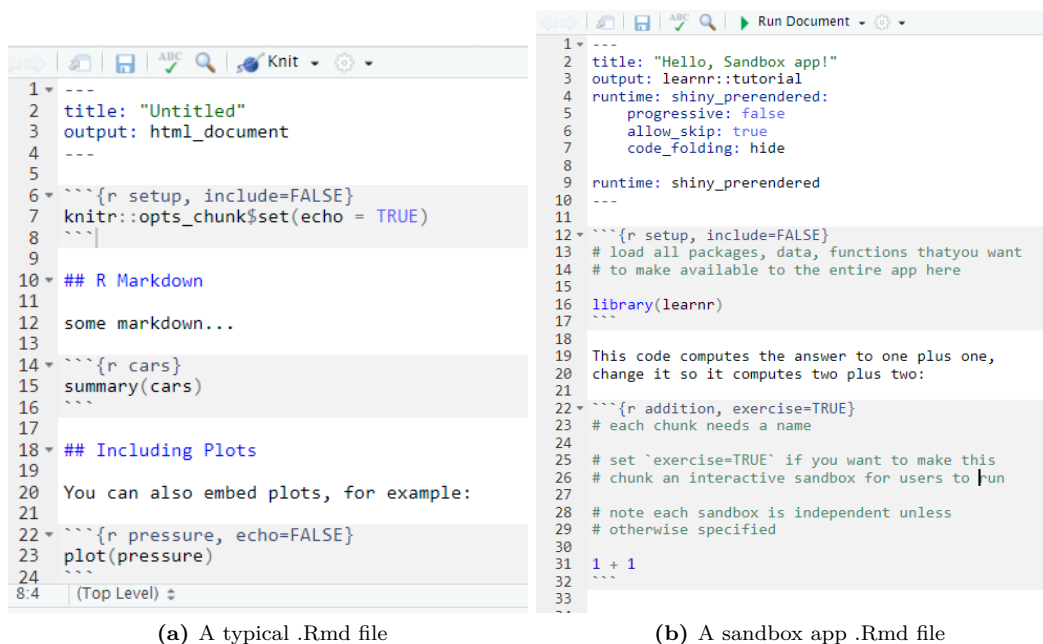 Knit
1 ---
2 title: "Untitled"
3 output: html_document
4 ---
5
6 ```{r setup, include=FALSE}
7 knitr::opts_chunk$set(echo = TRUE)
8 ```
9
10 ## R Markdown
11
12 some markdown...
13
14 ```{r cars}
15 summary(cars)
16 ```
17
18 ## Including Plots
19
20 You can also embed plots, for example:
21
22 ```{r pressure, echo=FALSE}
23 plot(pressure)
24 ```
8:4 (Top Level)
(a) A typical .Rmd file
ABC Run Document
1 ---
2 title: "Hello, Sandbox app!"
3 output: learnr::tutorial
4 runtime: shiny_prerendered:
5 progressive: false
6 allow_skip: true
7 code_folding: hide
8
9 runtime: shiny_prerendered
10 ---
11
12 ```{r setup, include=FALSE}
13 # load all packages, data, functions thatyou want
14 # to make available to the entire app here
15
16 library(learnr)
17 ```
18
19 This code computes the answer to one plus one,
20 change it so it computes two plus two:
21
22 ```{r addition, exercise=TRUE}
23 # each chunk needs a name
24
25 # set `exercise=TRUE` if you want to make this
26 # chunk an interactive sandbox for users to run
27
28 # note each sandbox is independent unless
29 # otherwise specified
30
31 1 + 1
32 ```
33
(b) A sandbox app .Rmd file